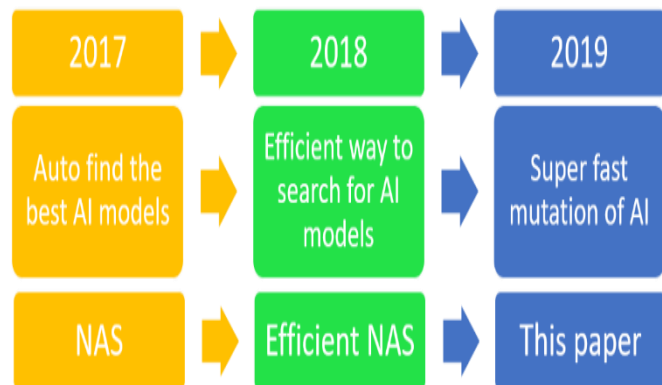 2017
2018
2019
Auto find the
best AI models
Efficient way to
search for AI
models
Super fast
mutation of AI
NAS
Efficient NAS
This paper